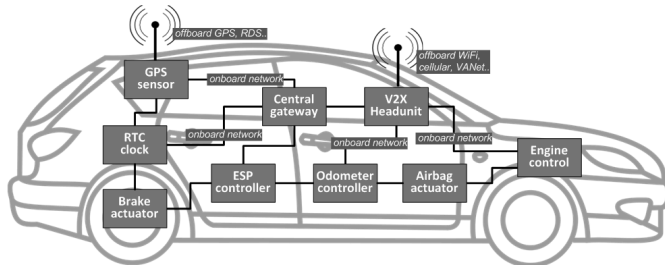 offboard GPS, RDS..
offboard WiFi,
cellular, VANet..
GPS
sensor
onboard network
Central
gateway
V2X
Headunit
RTC
clock
onboard network
onboard network
onboard network
Engine
control
ESP
controller
Odometer
controller
Airbag
actuator
Brake
actuator